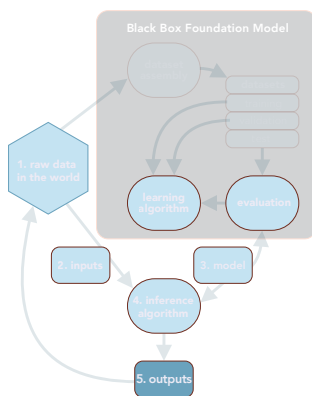 Black Box Foundation Model
1. raw data
in the world
learning
algorithm
evaluation
2. inputs
3. model
4. inference
algorithm
5. outputs